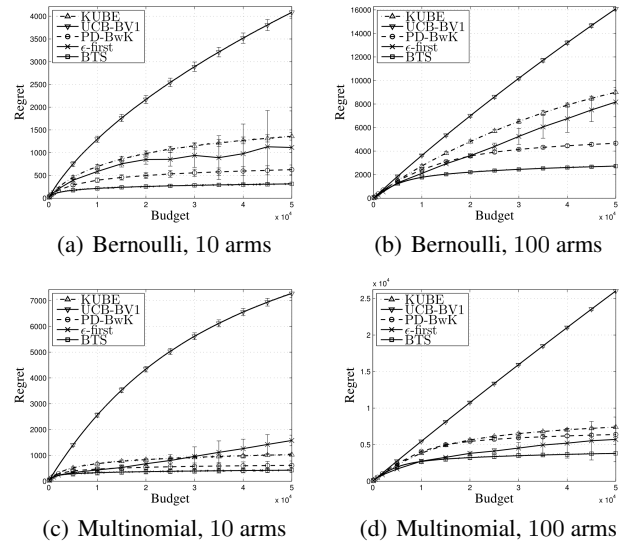 KUBE
UCB-BV1
PD-BwK
ϵ-first
BTS
Regret
4000
3500
3000
2500
2000
1500
1000
500
0
0 1 2 3 4 5
Budget
x 10⁴
(a) Bernoulli, 10 arms
KUBE
UCB-BV1
PD-BwK
ϵ-first
BTS
Regret
16000
14000
12000
10000
8000
6000
4000
2000
0
0 1 2 3 4 5
Budget
x 10⁴
(b) Bernoulli, 100 arms
KUBE
UCB-BV1
PD-BwK
ϵ-first
BTS
Regret
7000
6000
5000
4000
3000
2000
1000
0
0 1 2 3 4 5
Budget
x 10⁴
(c) Multinomial, 10 arms
x 10⁴
KUBE
UCB-BV1
PD-BwK
ϵ-first
BTS
Regret
2.5
2
1.5
1
0.5
0
0 1 2 3 4 5
Budget
x 10⁴
(d) Multinomial, 100 arms